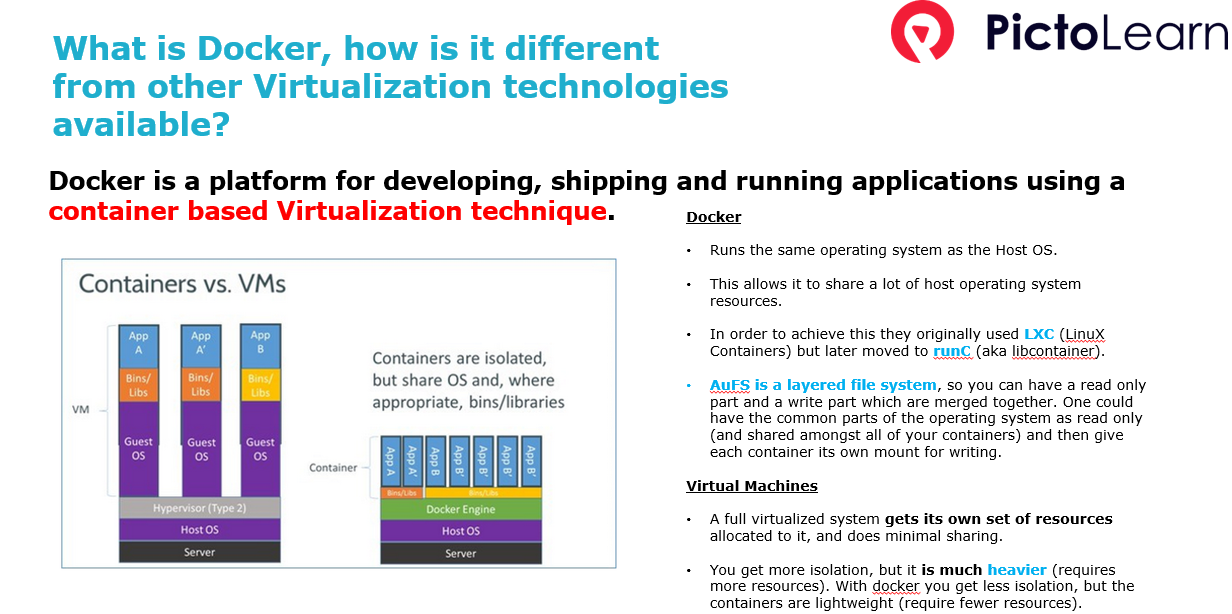 PictoLearn
What is Docker, how is it different
from other Virtualization technologies
available?
Docker is a platform for developing, shipping and running applications using a
container based Virtualization technique.
Containers vs. VMs
VM
App
A
Bins/
Libs
Guest
OS
App
A'
Bins/
Libs
Guest
OS
App
B
Bins/
Libs
Guest
OS
Hypervisor (Type 2)
Host OS
Server
Containers are isolated,
but share OS and, where
appropriate, bins/libraries
Container
App A
App A'
App B
App B'
App B'
App B'
App B'
Bins/Libs
Bins/Libs
Docker Engine
Host OS
Server
Docker
• Runs the same operating system as the Host OS.
• This allows it to share a lot of host operating system
resources.
• In order to achieve this they originally used LXC (LinuX
Containers) but later moved to runC (aka libcontainer).
• AuFS is a layered file system, so you can have a read only
part and a write part which are merged together. One could
have the common parts of the operating system as read only
(and shared amongst all of your containers) and then give
each container its own mount for writing.
Virtual Machines
• A full virtualized system gets its own set of resources
allocated to it, and does minimal sharing.
• You get more isolation, but it is much heavier (requires
more resources). With docker you get less isolation, but the
containers are lightweight (require fewer resources).